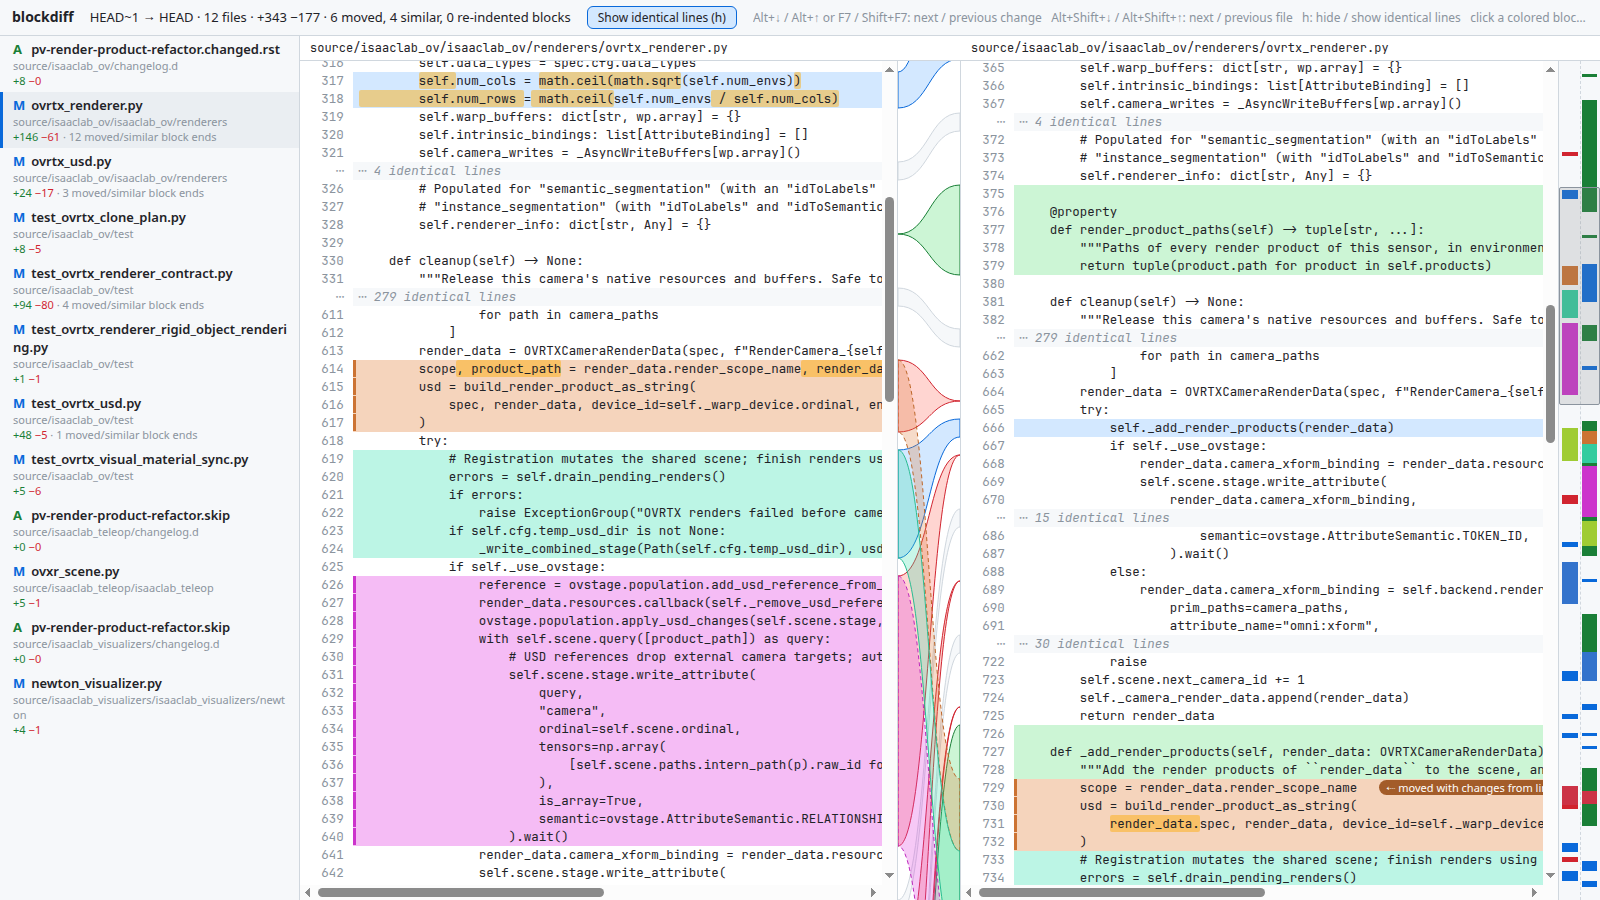 blockdiff HEAD~1 → HEAD · 12 files · +343 −177 · 6 moved, 4 similar, 0 re-indented blocks Show identical lines (h) Alt+↓ / Alt+↑ or F7 / Shift+F7: next / previous change Alt+Shift+↓ / Alt+Shift+↑: next / previous file h: hide / show identical lines click a colored bloc...
A pv-render-product-refactor.changed.rst
source/isaaclab_ov/changelog.d
+8 −0
M ovrtx_renderer.py
source/isaaclab_ov/isaaclab_ov/renderers
+146 −61 · 12 moved/similar block ends
M ovrtx_usd.py
source/isaaclab_ov/isaaclab_ov/renderers
+24 −17 · 3 moved/similar block ends
M test_ovrtx_clone_plan.py
source/isaaclab_ov/test
+8 −5
M test_ovrtx_renderer_contract.py
source/isaaclab_ov/test
+94 −80 · 4 moved/similar block ends
M test_ovrtx_renderer_rigid_object_renderi
ng.py
source/isaaclab_ov/test
+1 −1
M test_ovrtx_usd.py
source/isaaclab_ov/test
+48 −5 · 1 moved/similar block ends
M test_ovrtx_visual_material_sync.py
source/isaaclab_ov/test
+5 −6
A pv-render-product-refactor.skip
source/isaaclab_teleop/changelog.d
+0 −0
M ovxr_scene.py
source/isaaclab_teleop/isaaclab_teleop
+5 −1
A pv-render-product-refactor.skip
source/isaaclab_visualizers/changelog.d
+0 −0
M newton_visualizer.py
source/isaaclab_visualizers/isaaclab_visualizers/newt
on
+4 −1
source/isaaclab_ov/isaaclab_ov/renderers/ovrtx_renderer.py
316 self.data_types = spec.cfg.data_types
317 self.num_cols = math.ceil(math.sqrt(self.num_envs))
318 self.num_rows = math.ceil(self.num_envs / self.num_cols)
319 self.warp_buffers: dict[str, wp.array] = {}
320 self.intrinsic_bindings: list[AttributeBinding] = []
321 self.camera_writes = _AsyncWriteBuffers[wp.array]()
⋯ ⋯ 4 identical lines
326 # Populated for "semantic_segmentation" (with an "idToLabels"
327 # "instance_segmentation" (with "idToLabels" and "idToSemantic
328 self.renderer_info: dict[str, Any] = {}
329
330 def cleanup(self) → None:
331 """Release this camera's native resources and buffers. Safe to
⋯ ⋯ 279 identical lines
611 for path in camera_paths
612 ]
613 render_data = OVRTXCameraRenderData(spec, f"RenderCamera_{self
614 scope, product_path = render_data.render_scope_name, render_da
615 usd = build_render_product_as_string(
616 spec, render_data, device_id=self._warp_device.ordinal, en
617 )
618 try:
619 # Registration mutates the shared scene; finish renders us
620 errors = self.drain_pending_renders()
621 if errors:
622 raise ExceptionGroup("OVRTX renders failed before came
623 if self.cfg.temp_usd_dir is not None:
624 _write_combined_stage(Path(self.cfg.temp_usd_dir), usd
625 if self._use_ovstage:
626 reference = ovstage.population.add_usd_reference_from_
627 render_data.resources.callback(self._remove_usd_refere
628 ovstage.population.apply_usd_changes(self.scene.stage,
629 with self.scene.query([product_path]) as query:
630 # USD references drop external camera targets; aut
631 self.scene.stage.write_attribute(
632 query,
633 "camera",
634 ordinal=self.scene.ordinal,
635 tensors=np.array(
636 [self.scene.paths.intern_path(p).raw_id fo
637 ),
638 is_array=True,
639 semantic=ovstage.AttributeSemantic.RELATIONSHI
640 ).wait()
641 render_data.camera_xform_binding = render_data.resourc
642 self.scene.stage.write_attribute(
source/isaaclab_ov/isaaclab_ov/renderers/ovrtx_renderer.py
365 self.warp_buffers: dict[str, wp.array] = {}
366 self.intrinsic_bindings: list[AttributeBinding] = []
367 self.camera_writes = _AsyncWriteBuffers[wp.array]()
⋯ ⋯ 4 identical lines
372 # Populated for "semantic_segmentation" (with an "idToLabels"
373 # "instance_segmentation" (with "idToLabels" and "idToSemantic
374 self.renderer_info: dict[str, Any] = {}
375
376 @property
377 def render_product_paths(self) → tuple[str, ...]:
378 """Paths of every render product of this sensor, in environmen
379 return tuple(product.path for product in self.products)
380
381 def cleanup(self) → None:
382 """Release this camera's native resources and buffers. Safe to
⋯ ⋯ 279 identical lines
662 for path in camera_paths
663 ]
664 render_data = OVRTXCameraRenderData(spec, f"RenderCamera_{self
665 try:
666 self._add_render_products(render_data)
667 if self._use_ovstage:
668 render_data.camera_xform_binding = render_data.resourc
669 self.scene.stage.write_attribute(
670 render_data.camera_xform_binding,
⋯ ⋯ 15 identical lines
686 semantic=ovstage.AttributeSemantic.TOKEN_ID,
687 ).wait()
688 else:
689 render_data.camera_xform_binding = self.backend.render
690 prim_paths=camera_paths,
691 attribute_name="omni:xform",
⋯ ⋯ 30 identical lines
722 raise
723 self.scene.next_camera_id += 1
724 self._camera_render_data.append(render_data)
725 return render_data
726
727 def _add_render_products(self, render_data: OVRTXCameraRenderData)
728 """Add the render products of ``render_data`` to the scene, an
729 scope = render_data.render_scope_name ← moved with changes from li
730 usd = build_render_product_as_string(
731 render_data.spec, render_data, device_id=self._warp_device
732 )
733 # Registration mutates the shared scene; finish renders using
734 errors = self.drain_pending_renders()